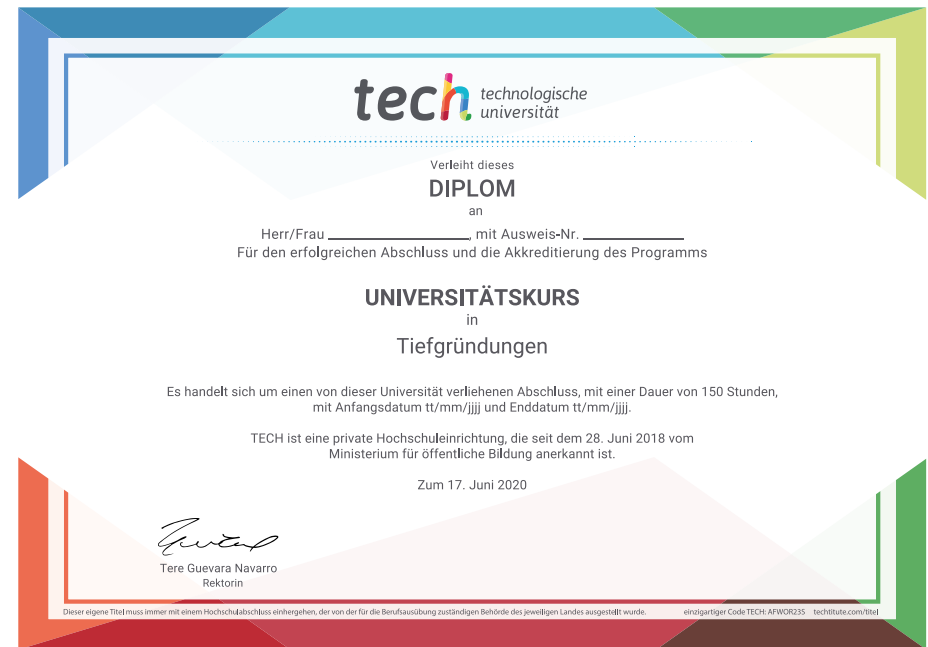 tech technologische
universität
Verleiht dieses
DIPLOM
an
Herr/Frau ____________________, mit Ausweis-Nr. ______________
Für den erfolgreichen Abschluss und die Akkreditierung des Programms
UNIVERSITÄTSKURS
in
Tiefgründungen
Es handelt sich um einen von dieser Universität verliehenen Abschluss, mit einer Dauer von 150 Stunden,
mit Anfangsdatum tt/mm/jjjj und Enddatum tt/mm/jjjj.
TECH ist eine private Hochschuleinrichtung, die seit dem 28. Juni 2018 vom
Ministerium für öffentliche Bildung anerkannt ist.
Zum 17. Juni 2020
Tere Guevara Navarro
Rektorin
Dieser eigene Titel muss immer mit einem Hochschulabschluss einhergehen, der von der für die Berufsausübung zuständigen Behörde des jeweiligen Landes ausgestellt wurde. einzigartiger Code TECH: AFWOR235 techtitute.com/titel